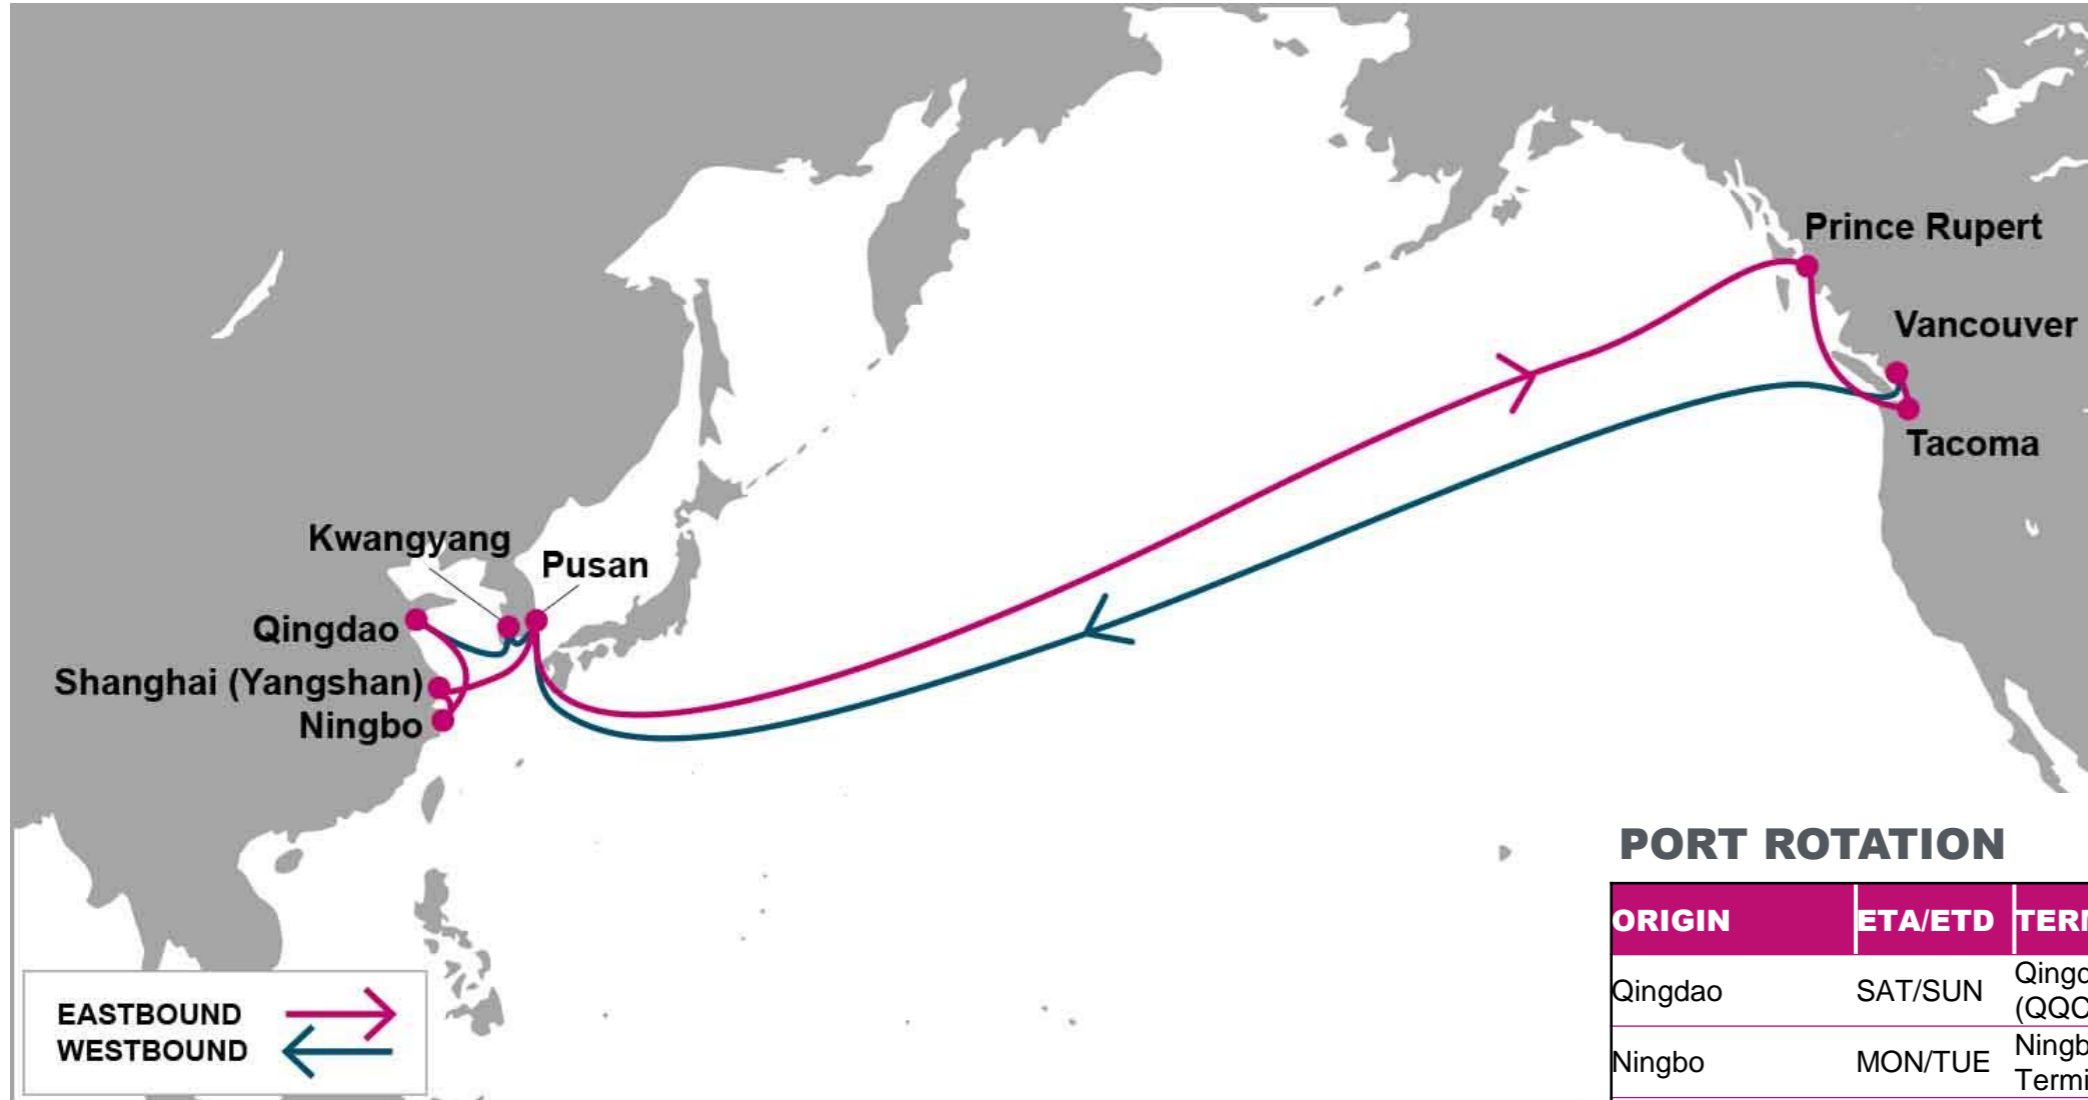 Prince Rupert
Vancouver
Tacoma
Kwangyang
Pusan
Qingdao
Shanghai (Yangshan)
Ningbo
EASTBOUND
WESTBOUND
PORT ROTATION
ORIGIN ETA/ETD
Qingdao SAT/SUN
Ningbo MON/TUE